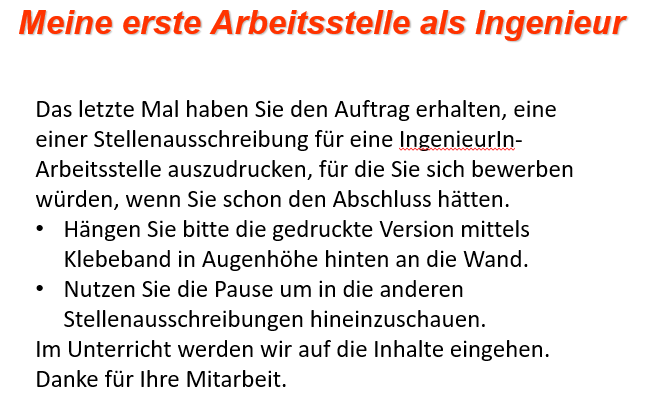 Meine erste Arbeitsstelle als Ingenieur
Das letzte Mal haben Sie den Auftrag erhalten, eine
einer Stellenausschreibung für eine IngenieurIn-
Arbeitsstelle auszudrucken, für die Sie sich bewerben
würden, wenn Sie schon den Abschluss hätten.
• Hängen Sie bitte die gedruckte Version mittels
Klebeband in Augenhöhe hinten an die Wand.
• Nutzen Sie die Pause um in die anderen
Stellenausschreibungen hineinzuschauen.
Im Unterricht werden wir auf die Inhalte eingehen.
Danke für Ihre Mitarbeit.